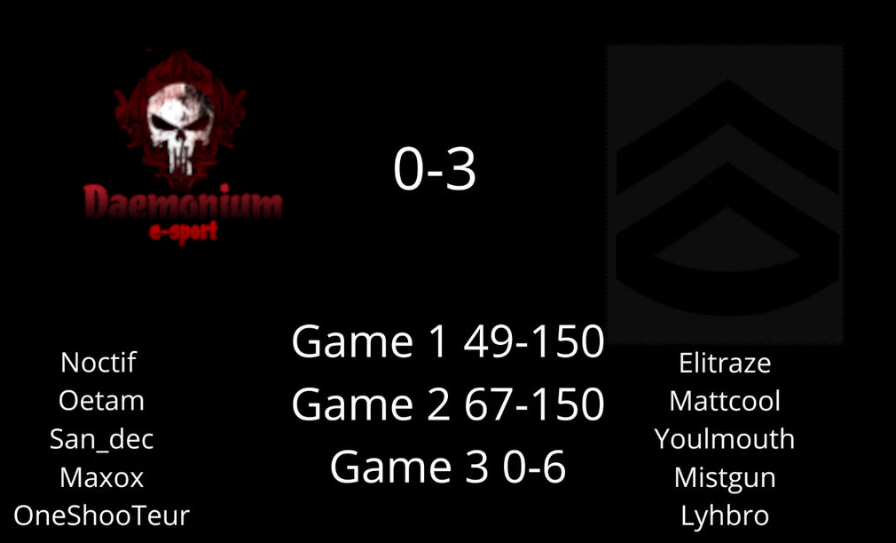 Daemonium
e-sport
0-3
Game 1 49-150
Game 2 67-150
Game 3 0-6
Noctif
Oetam
San_dec
Maxox
OneShooTeur
Elitraze
Mattcool
Youlmouth
Mistgun
Lyhbro